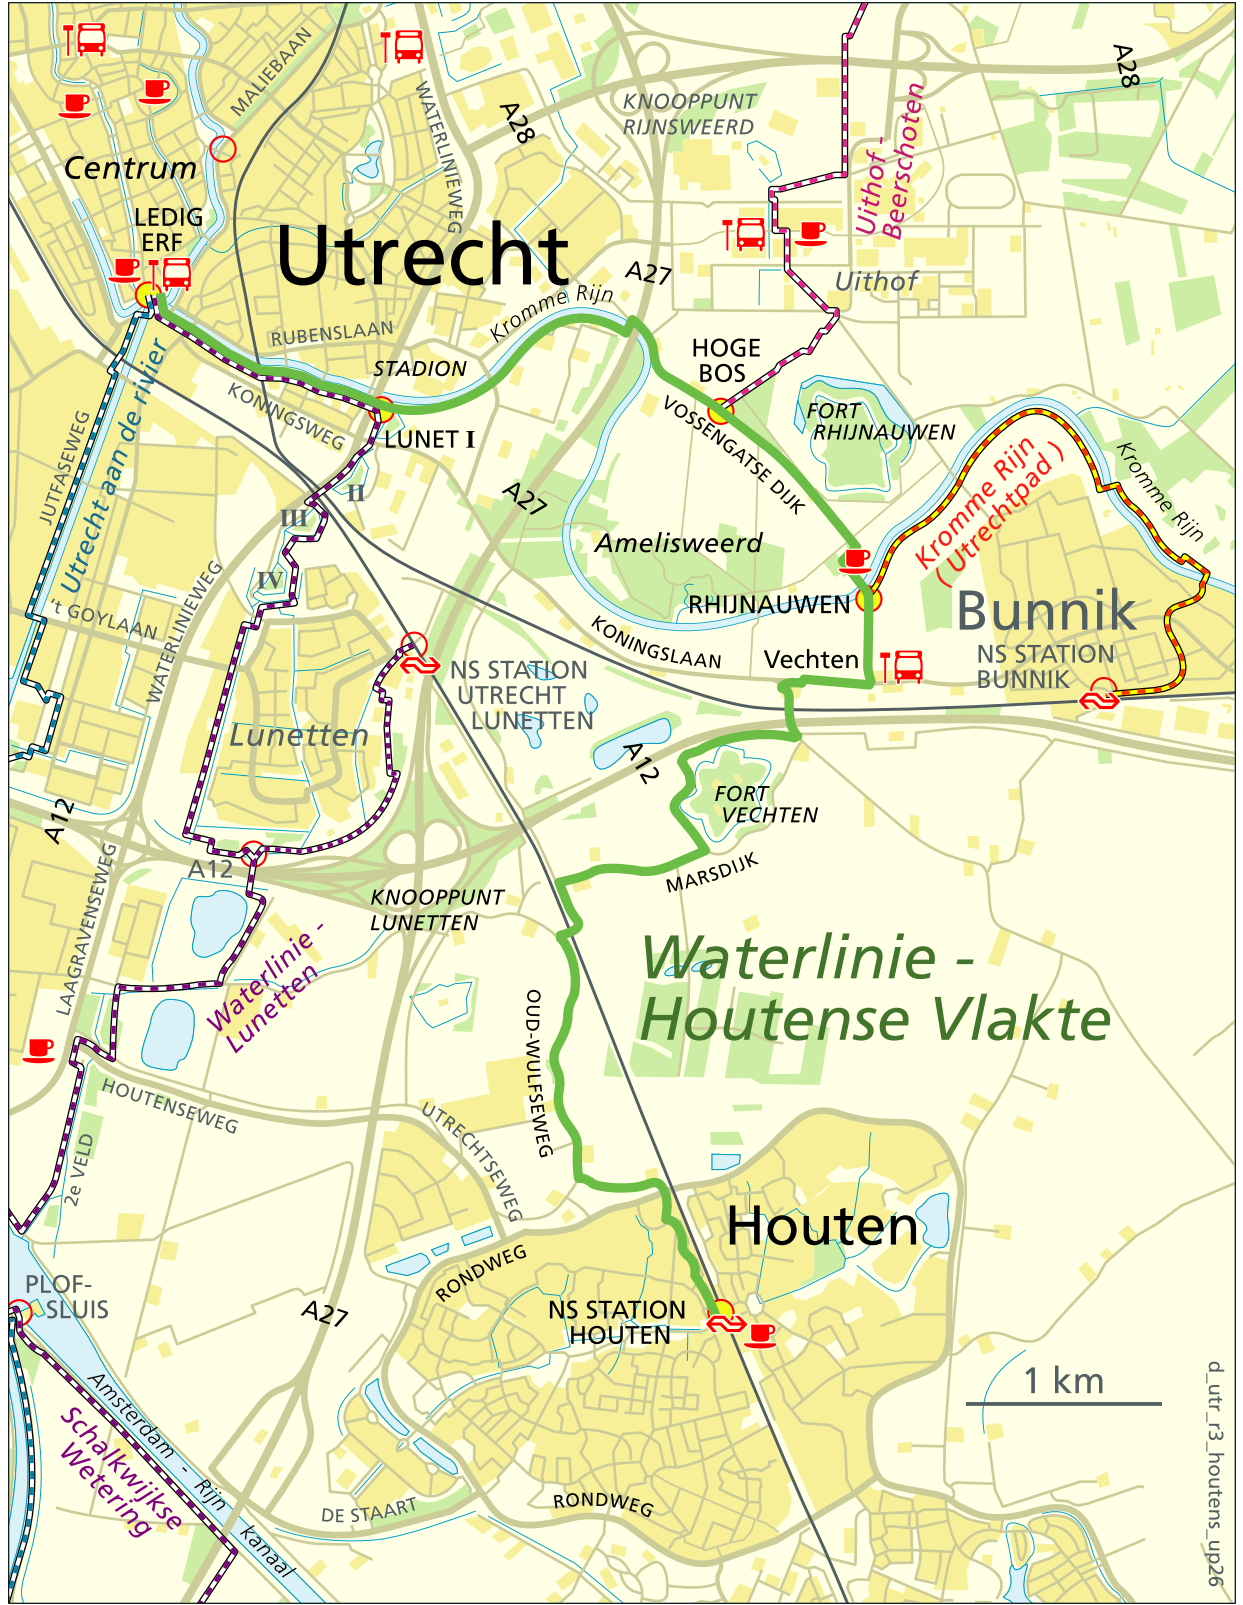 MALIEBAAN
WATERLINIEWEG
A28
KNOOPPUNT
RIJNSWEERD
A28
Uithof -
Beerschoten
Centrum
LEDIG
ERF
Utrecht
A27
Uithof
Kromme Rijn
RUBENSLAAN
STADION
HOGE
BOS
KONINGSWEG
LUNET I
VOSSENGATSE DIJK
FORT
RHIJNAUWEN
JUTFASEWEG
Utrecht aan de rivier
II
III
IV
A27
Amelisweerd
Kromme Rijn
( Utrechtpad )
Kromme Rijn
't GOYLAAN
WATERLINIEWEG
RHIJNAUWEN
Bunnik
KONINGSLAAN
Vechten
NS STATION
BUNNIK
NS STATION
UTRECHT
LUNETTEN
Lunetten
A12
FORT
VECHTEN
A12
A12
MARSDIJK
KNOOPPUNT
LUNETTEN
LAAGRAVENSEWEG
Waterlinie -
Lunetten
Waterlinie -
Houtense Vlakte
OUD-WULFSEWEG
HOUTENSEWEG
UTRECHTSEWEG
2e VELD
Houten
RONDWEG
PLOF-
SLUIS
A27
NS STATION
HOUTEN
1 km
Amsterdam - Rijn
Kanaal
Schalkwijkse
Wetering
DE STAART
RONDWEG
d_utr_r3_houtens_up26